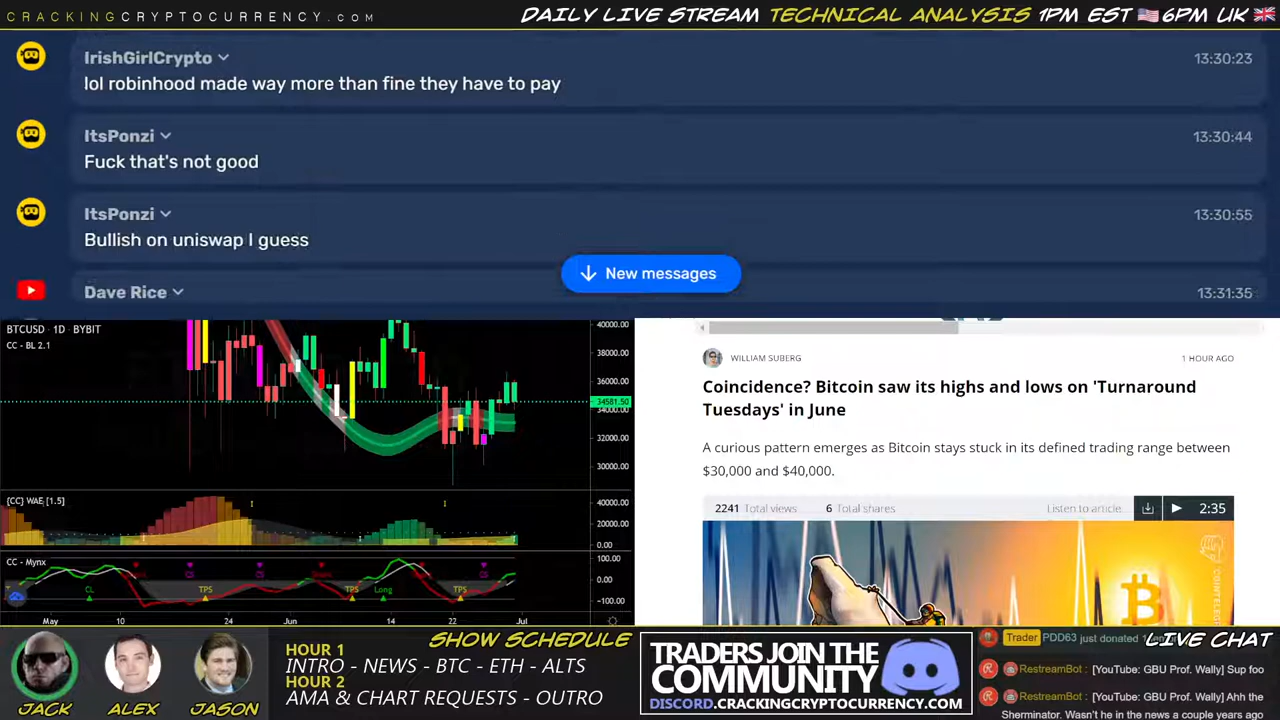 CRACKINGCRYPTOCURRENCY.com
DAILY LIVE STREAM TECHNICAL ANALYSIS 1PM EST 6PM UK
IrishGirlCrypto
13:30:23
lol robinhood made way more than fine they have to pay
ItsPonzi
13:30:44
Fuck that's not good
ItsPonzi
13:30:55
Bullish on uniswap I guess
New messages
Dave Rice
13:31:35
BTCUSD · 1D · BYBIT
CC - BL 2.1
40000.00
38000.00
36000.00
34581.50
34000.00
32000.00
30000.00
{CC} WAE [1.5]
40000.00
20000.00
0.00
CC - Mynx
100.00
0.00
-100.00
CL
TPS
TPS
Long
TPS
May
10
24
Jun
14
22
Jul
WILLIAM SUBERG
1 HOUR AGO
Coincidence? Bitcoin saw its highs and lows on 'Turnaround
Tuesdays' in June
A curious pattern emerges as Bitcoin stays stuck in its defined trading range between
$30,000 and $40,000.
2241 Total views
6 Total shares
Listen to article
2:35
JACK
ALEX
JASON
SHOW SCHEDULE
HOUR 1
INTRO - NEWS - BTC - ETH - ALTS
HOUR 2
AMA & CHART REQUESTS - OUTRO
TRADERS JOIN THE
COMMUNITY
DISCORD.CRACKINGCRYPTOCURRENCY.COM
LIVE CHAT
Trader PDD63 just donated 1
RestreamBot : [YouTube: GBU Prof. Wally] Sup foo
RestreamBot : [YouTube: GBU Prof. Wally] Ahh the
Sherminator. Wasn't he in the news a couple years ago